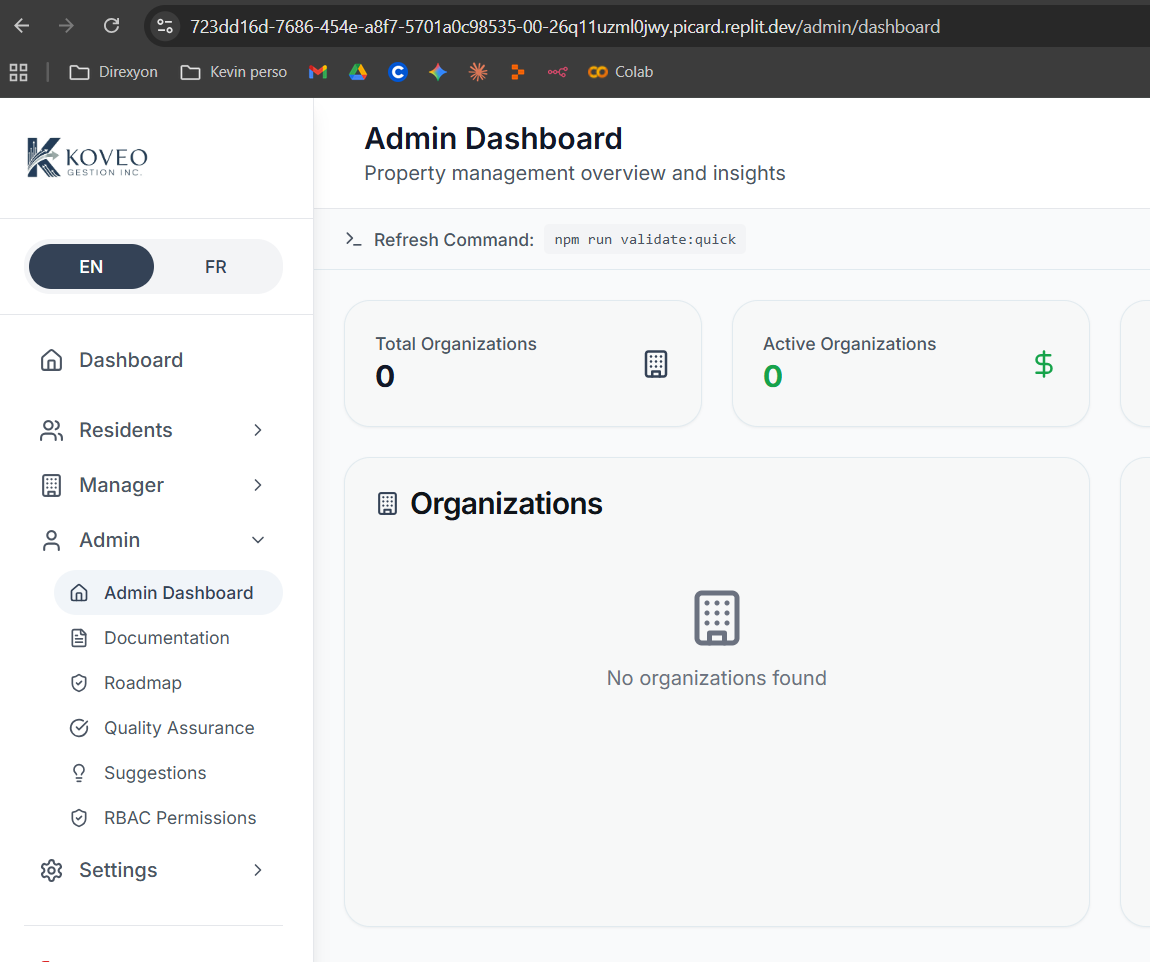 723dd16d-7686-454e-a8f7-5701a0c98535-00-26q11uzml0jwy.picard.replit.dev/admin/dashboard
Direxyon
Kevin perso
Colab
KOVEO
GESTION INC.
EN
FR
Dashboard
Residents
Manager
Admin
Admin Dashboard
Documentation
Roadmap
Quality Assurance
Suggestions
RBAC Permissions
Settings
Admin Dashboard
Property management overview and insights
Refresh Command: npm run validate:quick
Total Organizations
0
Active Organizations
0
Organizations
No organizations found